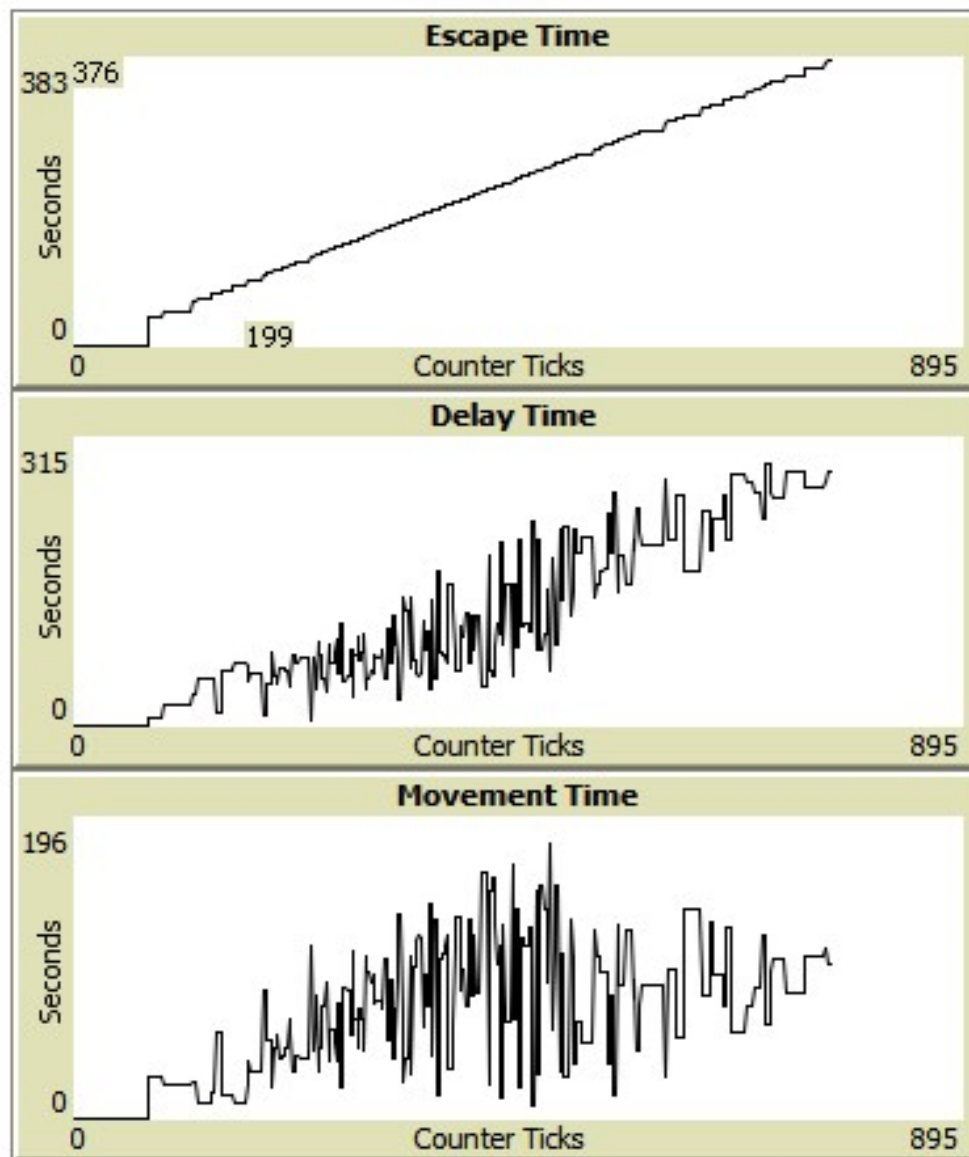 Escape Time
383 376
Seconds
0
199
0 Counter Ticks 895
Delay Time
315
Seconds
0
0 Counter Ticks 895
Movement Time
196
Seconds
0
0 Counter Ticks 895